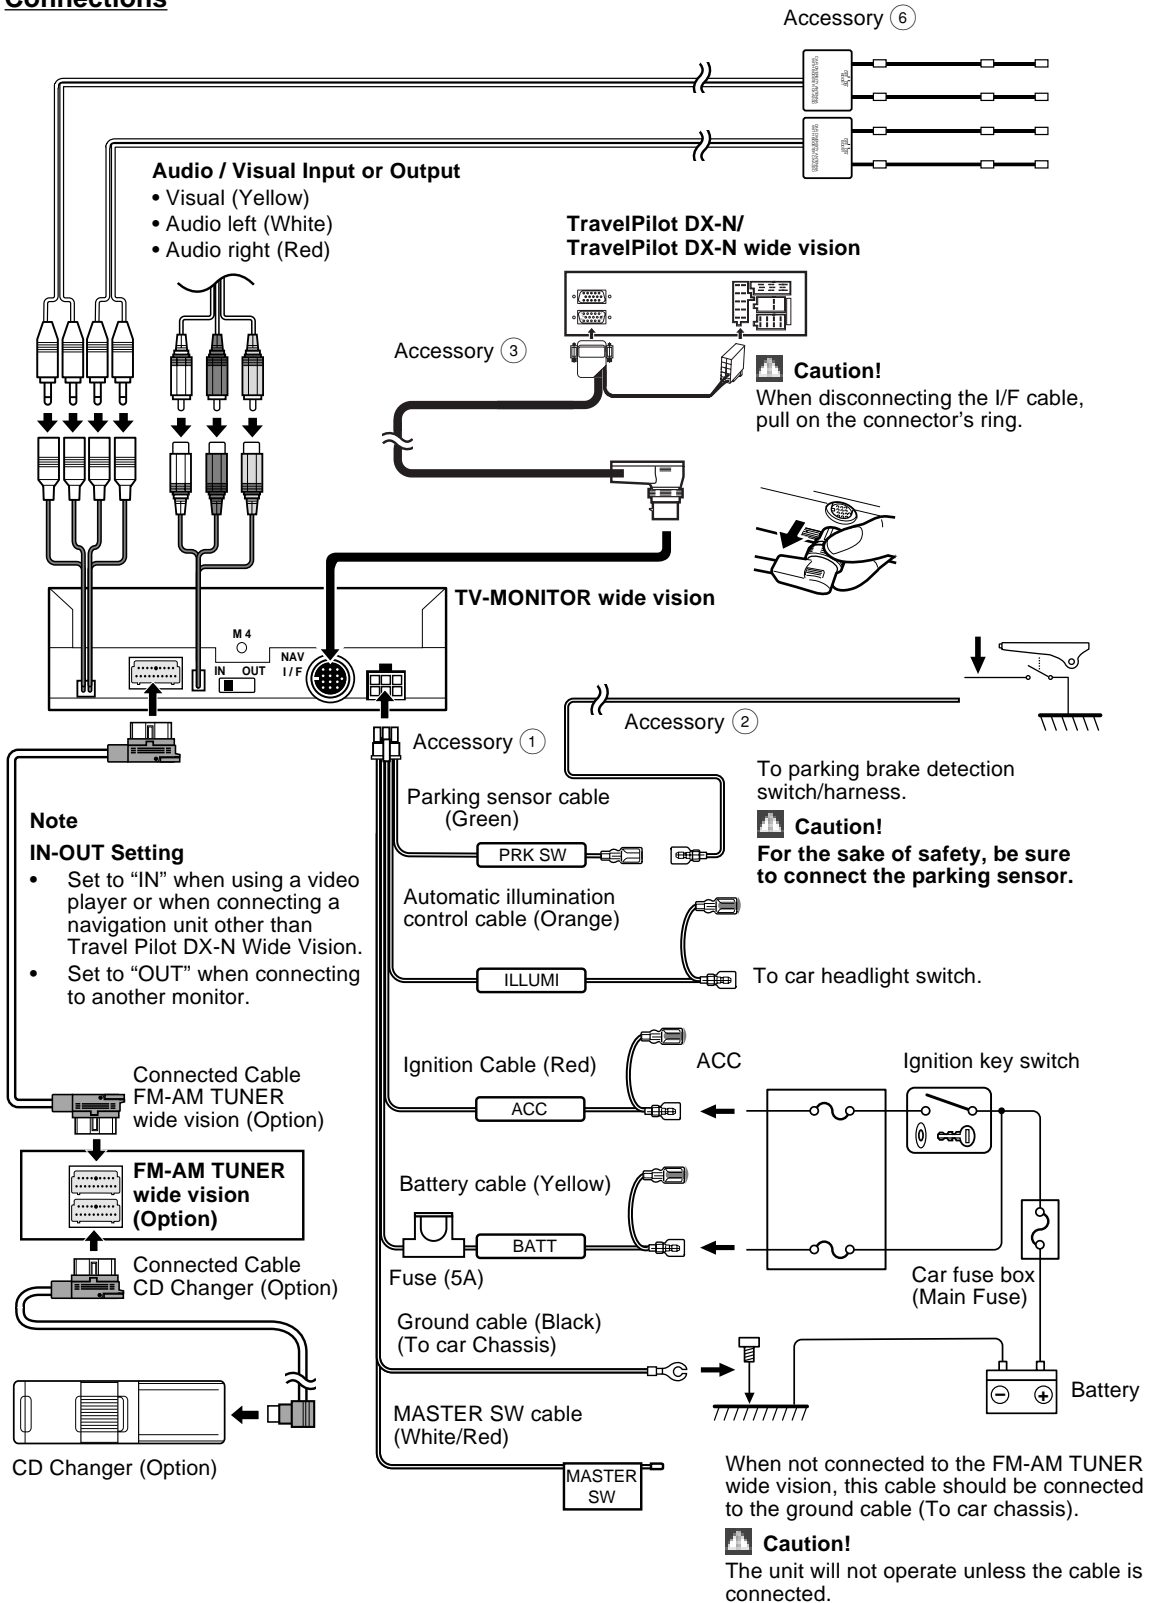 Connections
Accessory 6
Audio / Visual Input or Output
• Visual (Yellow)
• Audio left (White)
• Audio right (Red)
TravelPilot DX-N/
TravelPilot DX-N wide vision
Accessory 3
Caution!
When disconnecting the I/F cable,
pull on the connector’s ring.
TV-MONITOR wide vision
M 4
NAV
I / F
IN OUT
Accessory 1
Accessory 2
To parking brake detection
switch/harness.
Caution!
For the sake of safety, be sure
to connect the parking sensor.
Parking sensor cable
(Green)
PRK SW
Note
IN-OUT Setting
• Set to “IN” when using a video
player or when connecting a
navigation unit other than
Travel Pilot DX-N Wide Vision.
• Set to “OUT” when connecting
to another monitor.
Automatic illumination
control cable (Orange)
ILLUMI
To car headlight switch.
Ignition Cable (Red)
ACC
ACC
Ignition key switch
Connected Cable
FM-AM TUNER
wide vision (Option)
FM-AM TUNER
wide vision
(Option)
Connected Cable
CD Changer (Option)
Battery cable (Yellow)
BATT
Fuse (5A)
Car fuse box
(Main Fuse)
Ground cable (Black)
(To car Chassis)
Battery
MASTER SW cable
(White/Red)
MASTER
SW
CD Changer (Option)
When not connected to the FM-AM TUNER
wide vision, this cable should be connected
to the ground cable (To car chassis).
Caution!
The unit will not operate unless the cable is
connected.